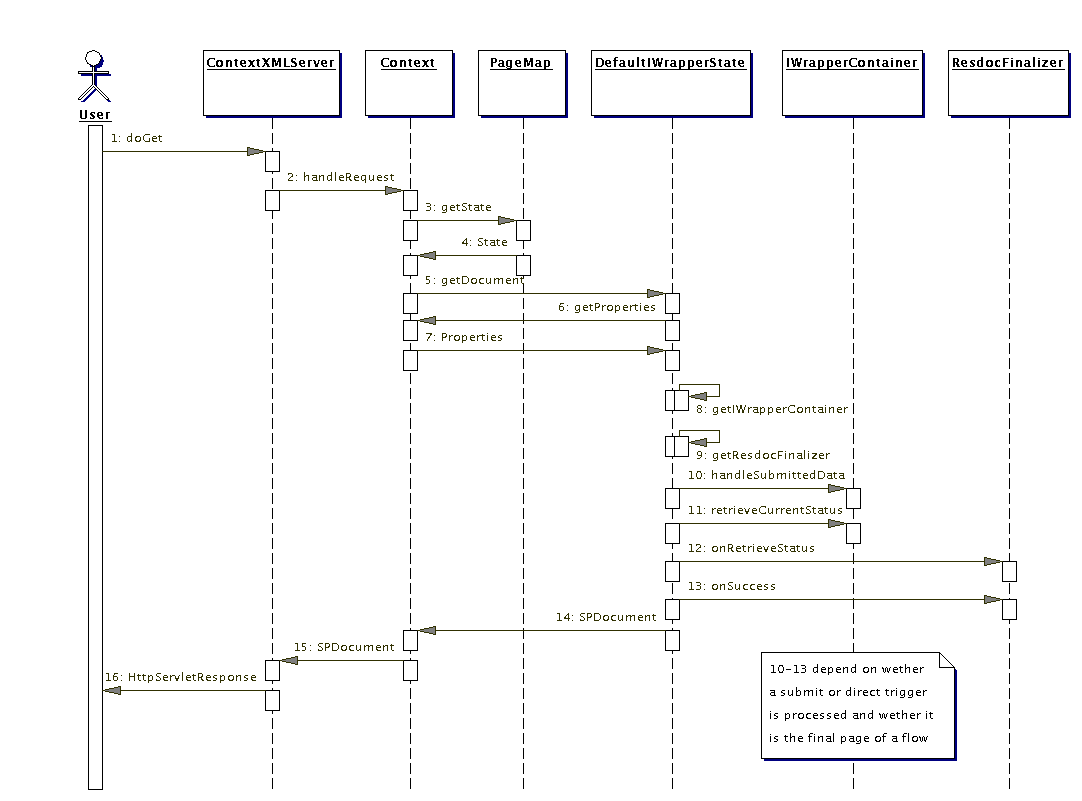 ContextXMLServer
Context
PageMap
DefaultIWrapperState
IWrapperContainer
ResdocFinalizer
User
1: doGet
2: handleRequest
3: getState
4: State
5: getDocument
6: getProperties
7: Properties
8: getIWrapperContainer
9: getResdocFinalizer
10: handleSubmittedData
11: retrieveCurrentStatus
12: onRetrieveStatus
13: onSuccess
14: SPDocument
15: SPDocument
16: HttpServletResponse
10-13 depend on wether
a submit or direct trigger
is processed and wether it
is the final page of a flow